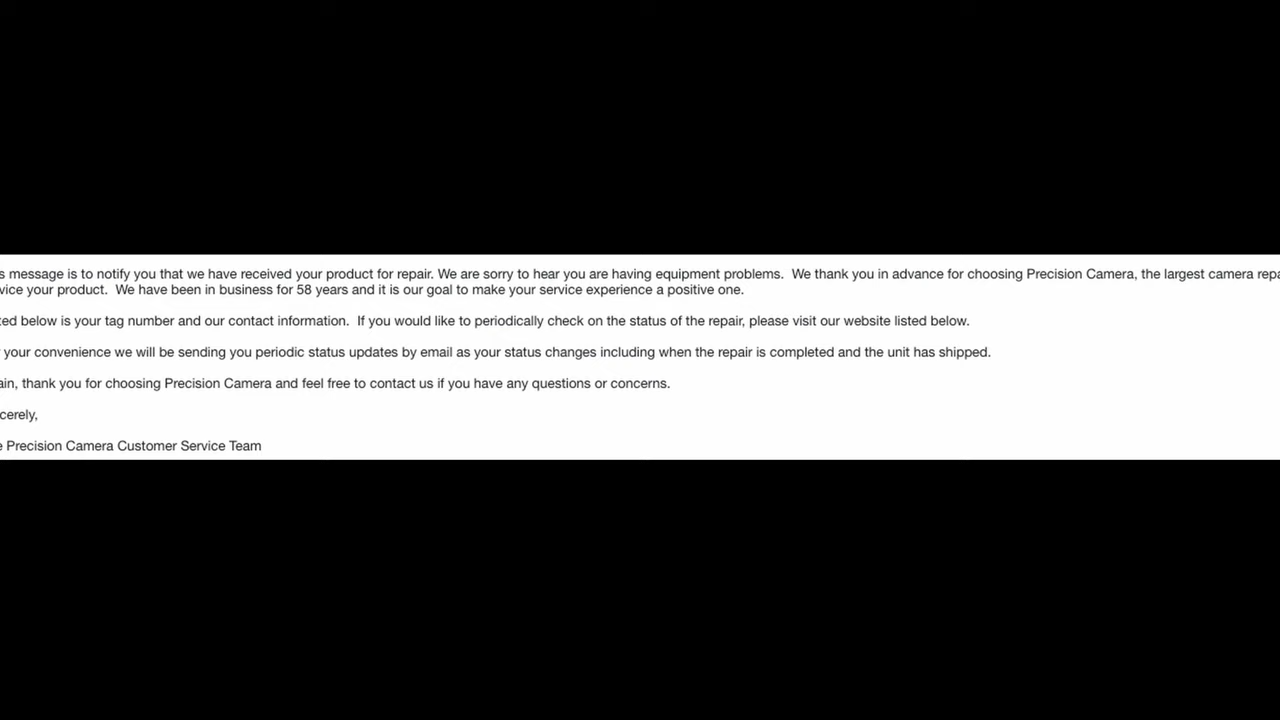 s message is to notify you that we have received your product for repair. We are sorry to hear you are having equipment problems.  We thank you in advance for choosing Precision Camera, the largest camera repa
vice your product.  We have been in business for 58 years and it is our goal to make your service experience a positive one.
ted below is your tag number and our contact information.  If you would like to periodically check on the status of the repair, please visit our website listed below.
your convenience we will be sending you periodic status updates by email as your status changes including when the repair is completed and the unit has shipped.
ain, thank you for choosing Precision Camera and feel free to contact us if you have any questions or concerns.
cerely,
e Precision Camera Customer Service Team